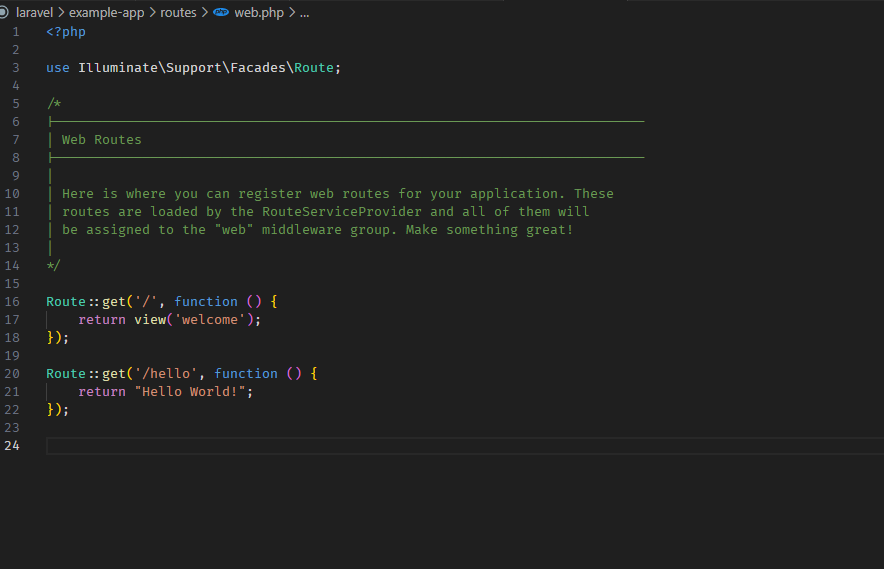 laravel > example-app > routes > php web.php > ...
1 <?php
2
3 use Illuminate\Support\Facades\Route;
4
5 /*
6 |--------------------------------------------------------------------------
7 | Web Routes
8 |--------------------------------------------------------------------------
9 |
10 | Here is where you can register web routes for your application. These
11 | routes are loaded by the RouteServiceProvider and all of them will
12 | be assigned to the "web" middleware group. Make something great!
13 |
14 */
15
16 Route::get('/', function () {
17     return view('welcome');
18 });
19
20 Route::get('/hello', function () {
21     return "Hello World!";
22 });
23
24